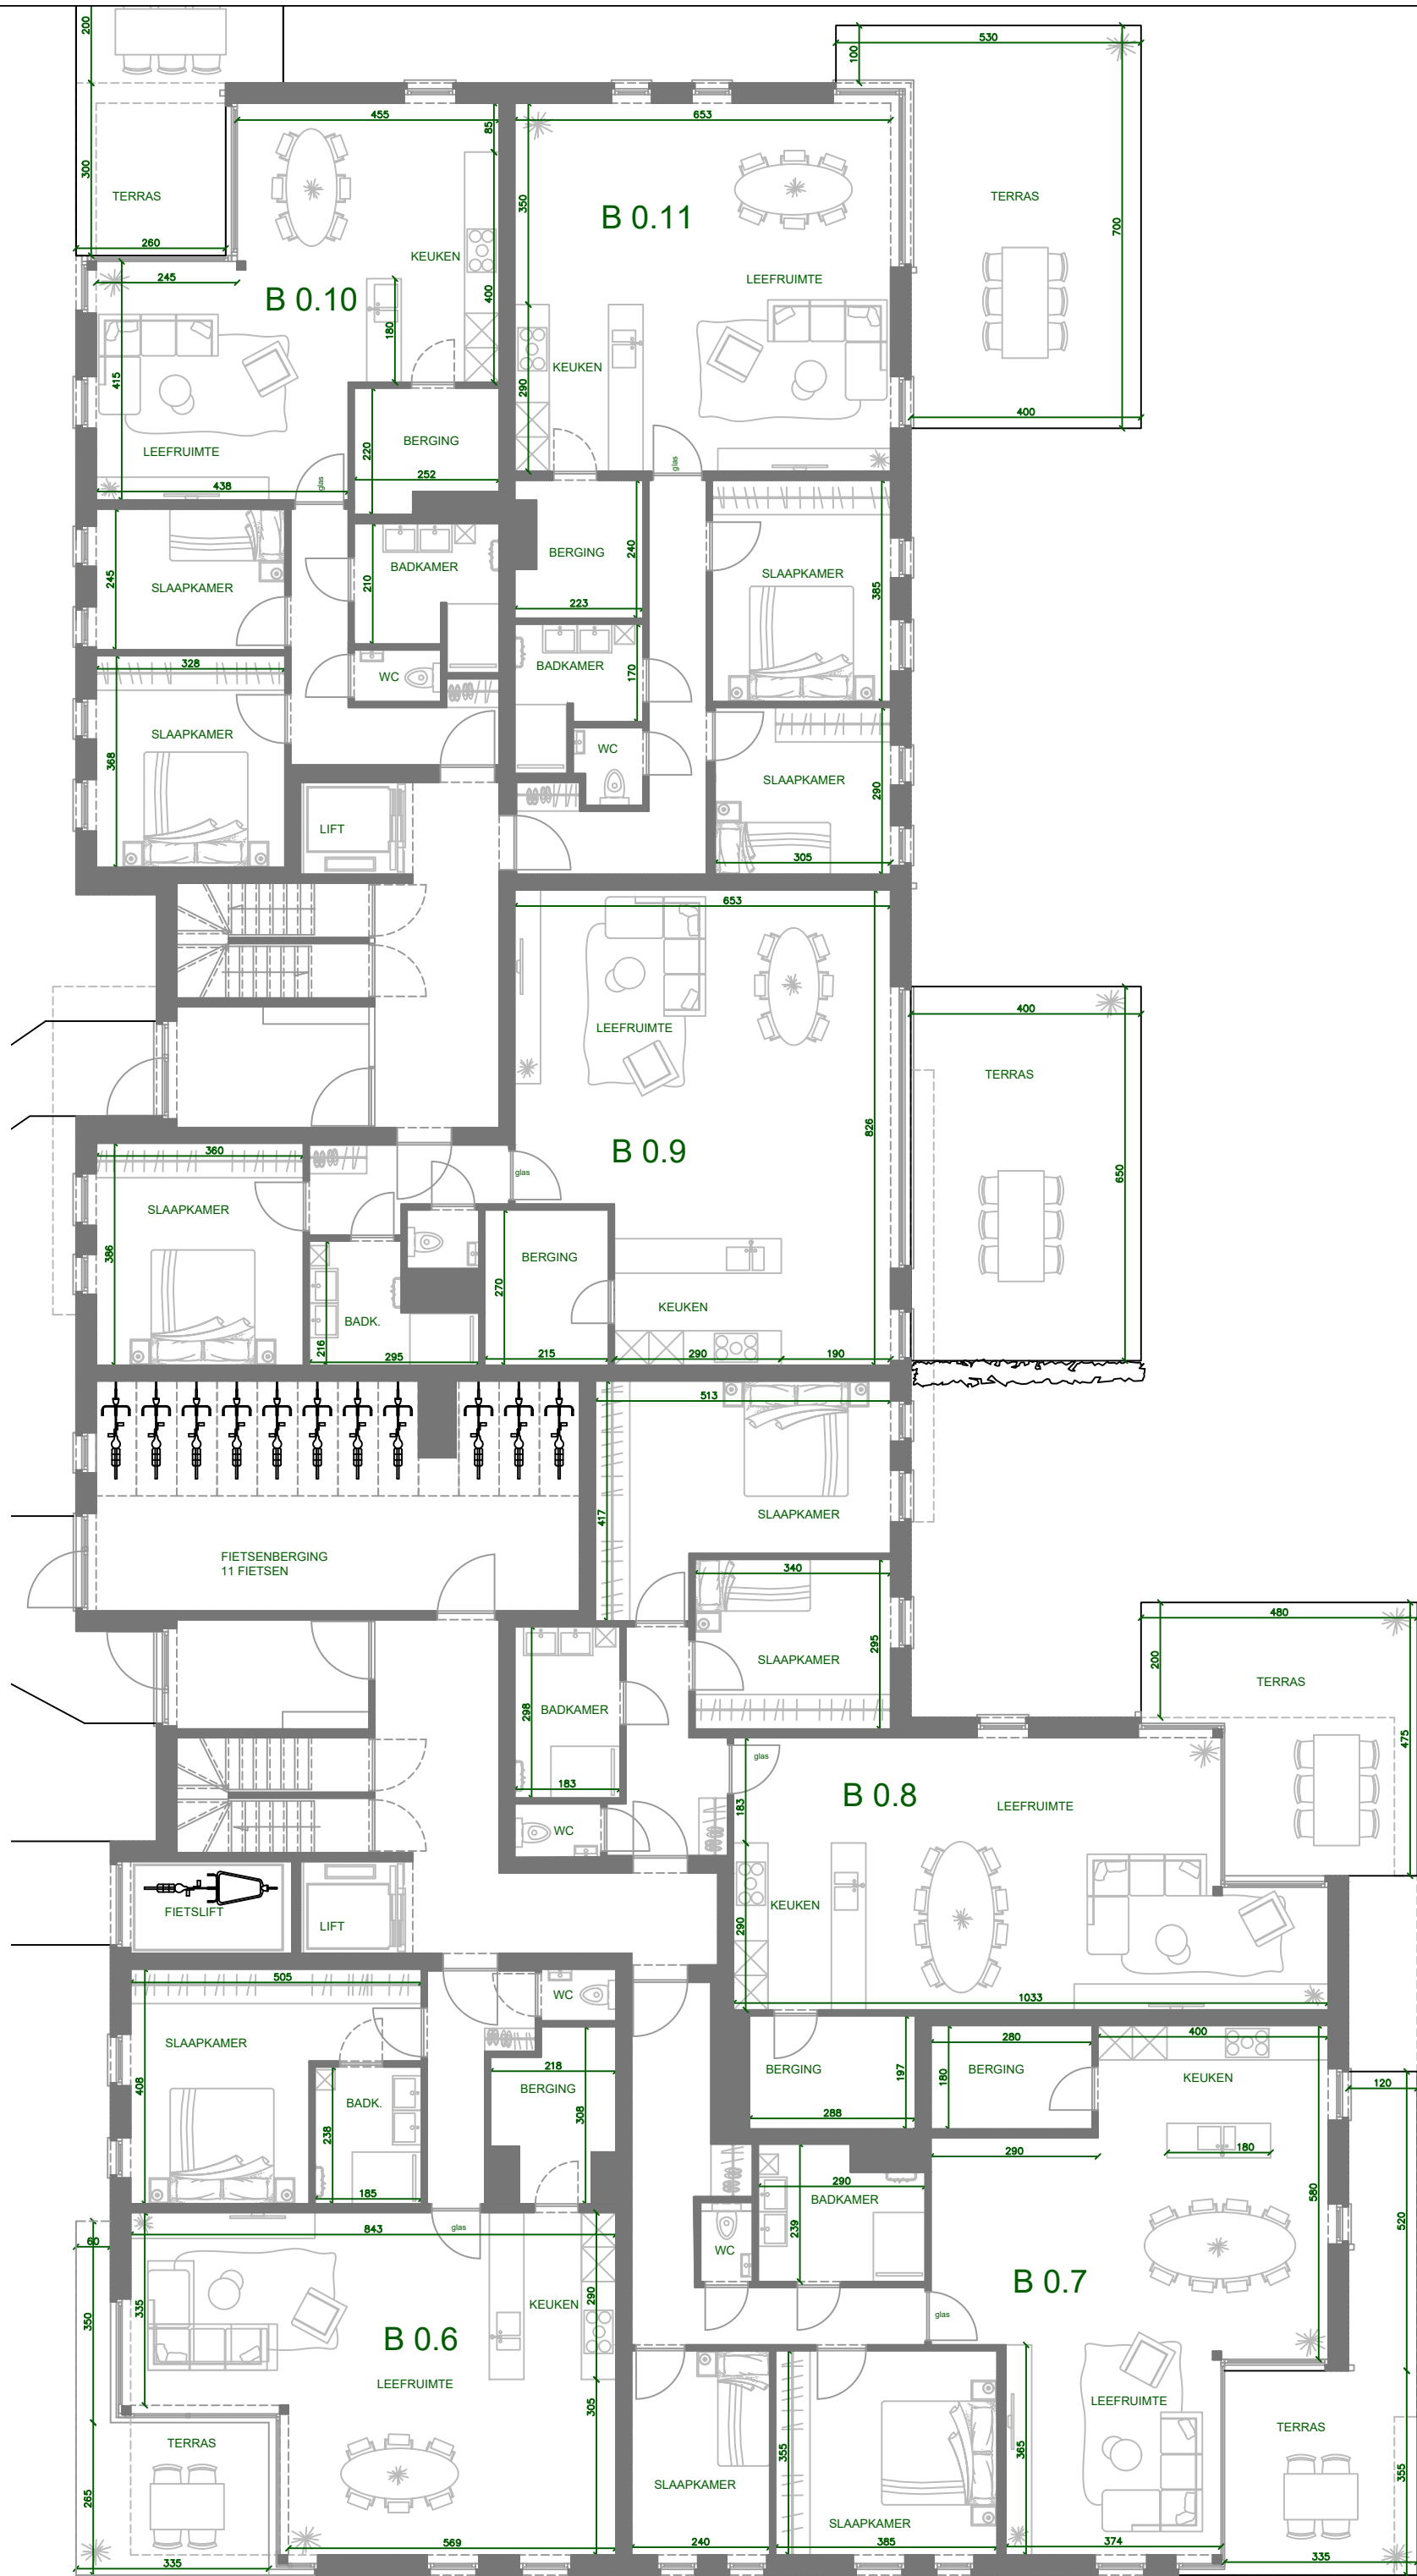 200
530
100
455
85
653
300
TERRAS
350
B 0.11
TERRAS
700
260
KEUKEN
245
B 0.10
LEEFRUIMTE
400
180
415
KEUKEN
290
400
BERGING
220
LEEFRUIMTE
252
glas
glas
438
BERGING
240
BADKAMER
245
SLAAPKAMER
210
SLAAPKAMER
385
223
328
BADKAMER
170
WC
SLAAPKAMER
368
WC
SLAAPKAMER
290
LIFT
305
653
LEEFRUIMTE
400
TERRAS
826
B 0.9
360
glas
650
SLAAPKAMER
386
BERGING
270
KEUKEN
BADK.
216
295
215
290
190
513
417
SLAAPKAMER
FIETSENBERGING
11 FIETSEN
340
480
SLAAPKAMER
295
200
TERRAS
298
BADKAMER
475
glas
183
B 0.8
183
LEEFRUIMTE
WC
KEUKEN
FIETSLIFT
LIFT
290
505
WC
1033
SLAAPKAMER
280
400
218
BERGING
197
BERGING
180
KEUKEN
120
408
BADK.
BERGING
308
288
238
290
180
185
290
BADKAMER
580
520
843
glas
60
239
WC
335
B 0.7
290
KEUKEN
350
B 0.6
glas
LEEFRUIMTE
305
LEEFRUIMTE
TERRAS
355
365
TERRAS
355
SLAAPKAMER
265
SLAAPKAMER
569
240
385
374
335
335